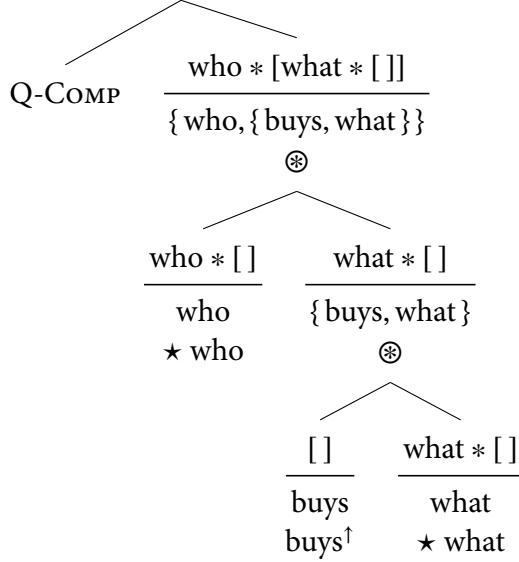 Q-Comp
who ∗ [what ∗ [ ]]
{who,{buys, what}}
⊛
who ∗ [ ]
what ∗ [ ]
who
{buys, what}
★ who
⊛
[ ]
what ∗ [ ]
buys
what
buys↑
★ what